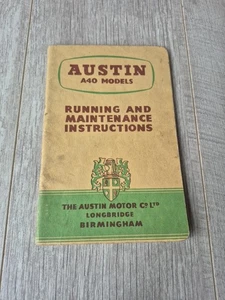 AUSTIN
A40 MODELS
RUNNING AND
MAINTENANCE
INSTRUCTIONS
THE AUSTIN MOTOR Co LTD
LONGBRIDGE
BIRMINGHAM